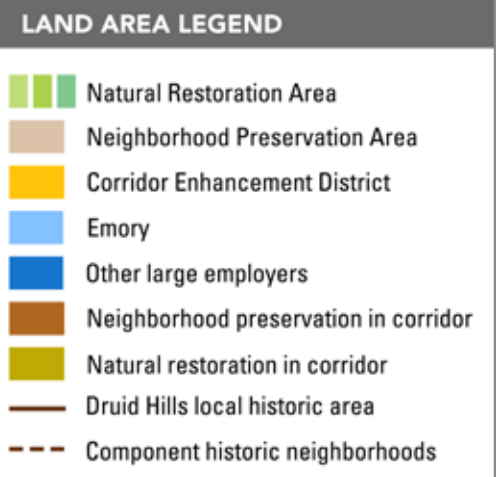 LAND AREA LEGEND
Natural Restoration Area
Neighborhood Preservation Area
Corridor Enhancement District
Emory
Other large employers
Neighborhood preservation in corridor
Natural restoration in corridor
Druid Hills local historic area
Component historic neighborhoods